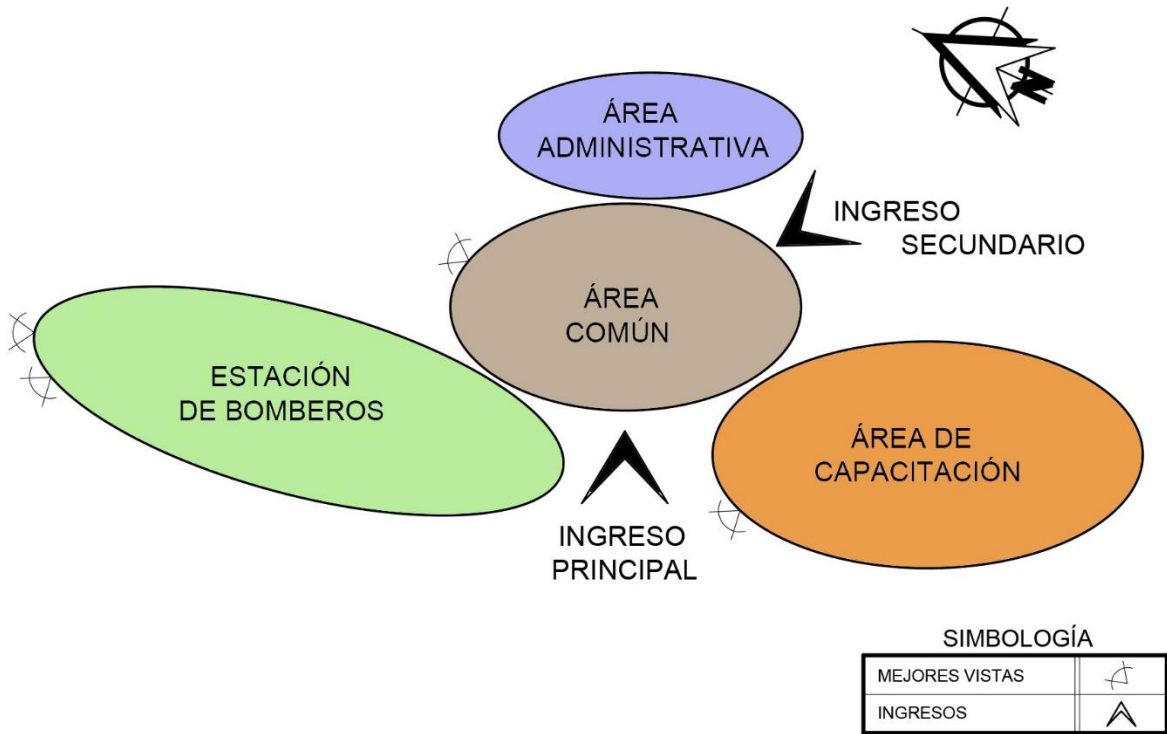 N
ÁREA
ADMINISTRATIVA
INGRESO
SECUNDARIO
ÁREA
COMÚN
ESTACIÓN
DE BOMBEROS
ÁREA DE
CAPACITACIÓN
INGRESO
PRINCIPAL
SIMBOLOGÍA
MEJORES VISTAS
INGRESOS